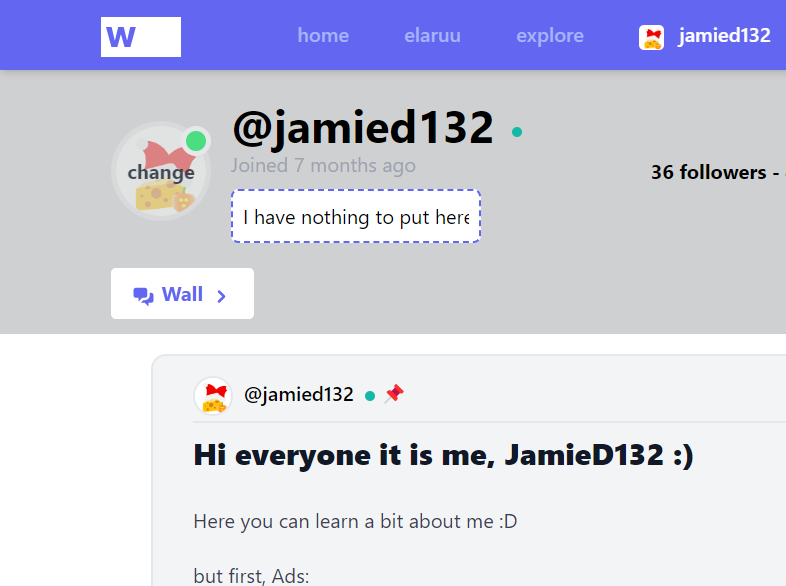 W
home elaruu explore jamied132
@jamied132
Joined 7 months ago
36 followers -
change
I have nothing to put here
Wall
@jamied132
Hi everyone it is me, JamieD132 :)
Here you can learn a bit about me :D
but first, Ads: